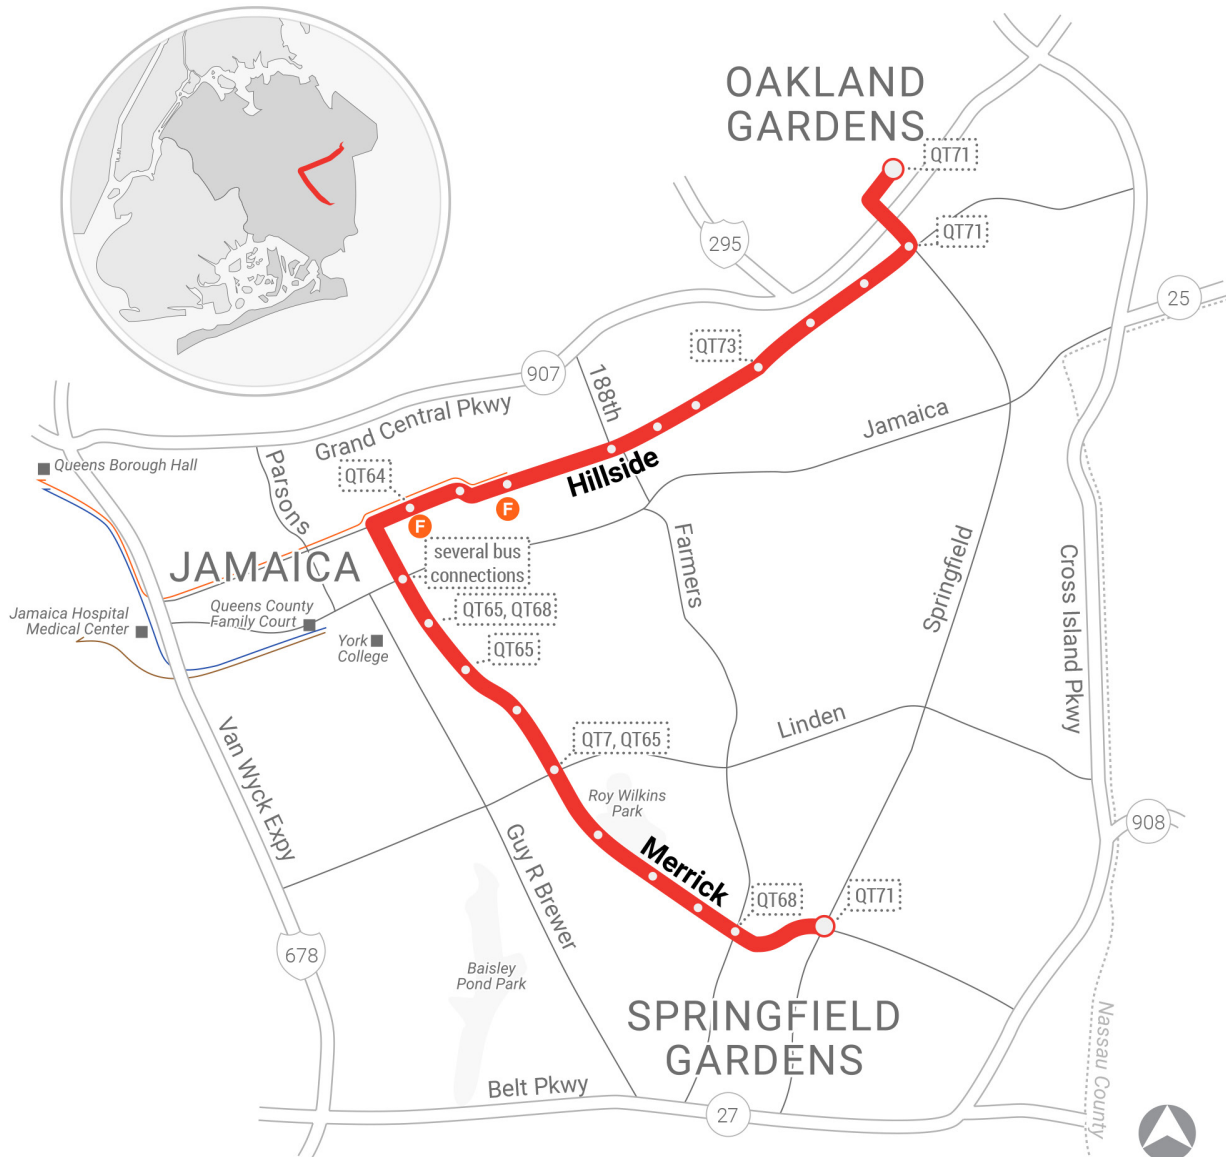 OAKLAND
GARDENS
QT71
QT71
295
25
QT73
907
188th
Grand Central Pkwy
Jamaica
Queens Borough Hall
Parsons
QT64
Hillside
F
F
JAMAICA
several bus
connections
Farmers
Springfield
Cross Island Pkwy
Queens County
Family Court
Jamaica Hospital
Medical Center
York
College
QT65, QT68
QT65
Van Wyck Expy
Linden
QT7, QT65
Roy Wilkins
Park
908
Guy R Brewer
Merrick
QT68
QT71
678
Baisley
Pond Park
SPRINGFIELD
GARDENS
Nassau County
Belt Pkwy
27